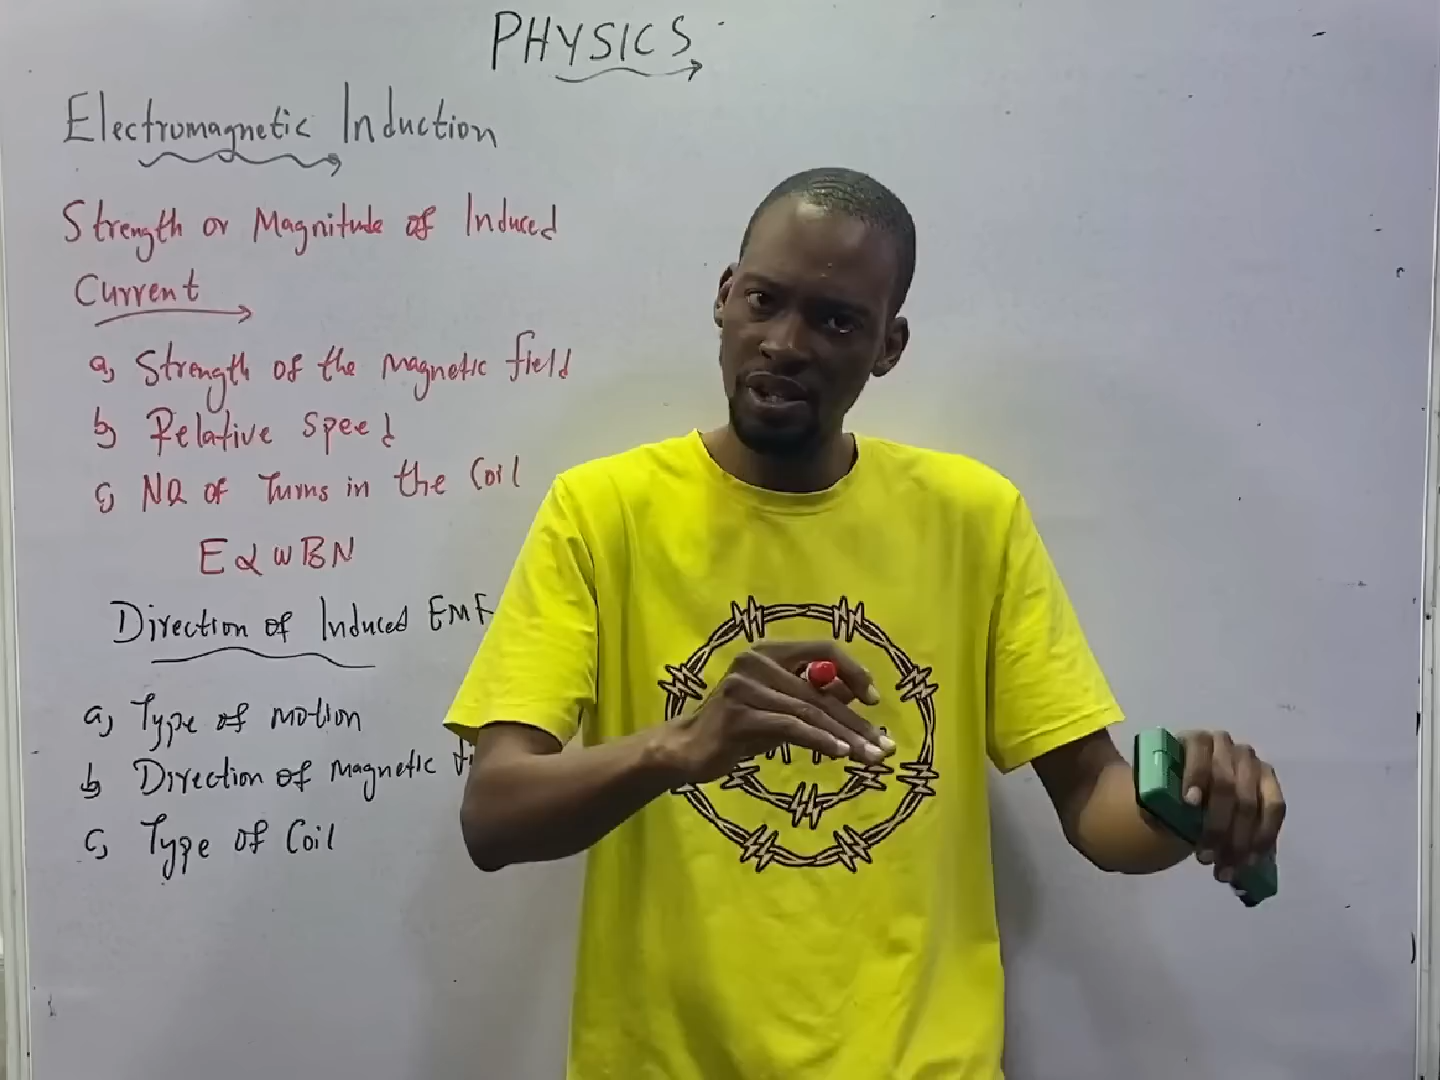 PHYSICS
Electromagnetic Induction
Strength or Magnitude of Induced
Current
a, Strength of the Magnetic field
b, Relative Speed
c, NO of Turns in the Coil
E α ω B N
Direction of Induced EMF
a, Type of motion
b, Direction of magnetic
c, Type of Coil